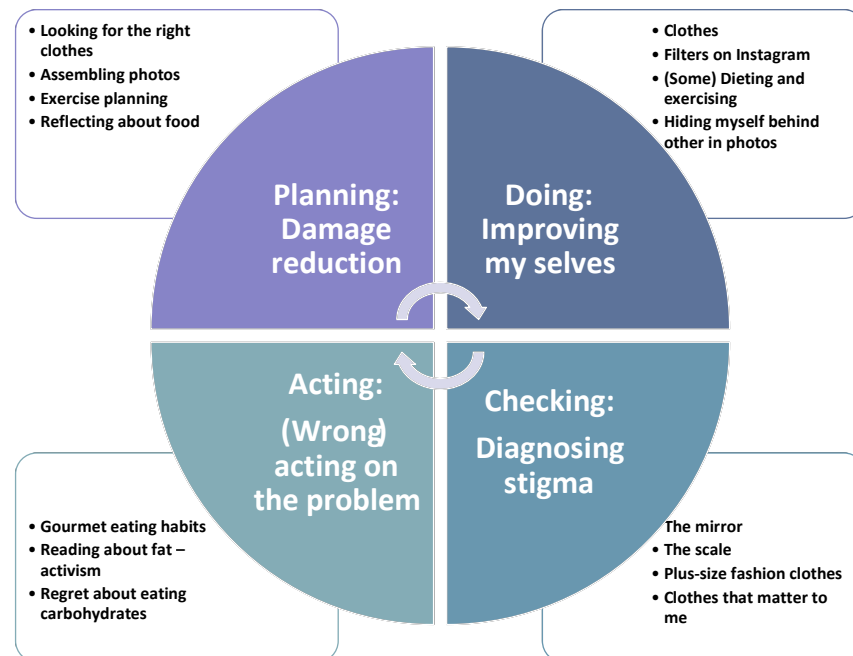 • Looking for the right
clothes
• Assembling photos
• Exercise planning
• Reflecting about food
• Clothes
• Filters on Instagram
• (Some) Dieting and
exercising
• Hiding myself behind
other in photos
Planning:
Damage
reduction
Doing:
Improving
my selves
Acting:
(Wrong)
acting on
the problem
Checking:
Diagnosing
stigma
• Gourmet eating habits
• Reading about fat –
activism
• Regret about eating
carbohydrates
The mirror
• The scale
• Plus-size fashion clothes
• Clothes that matter to
me